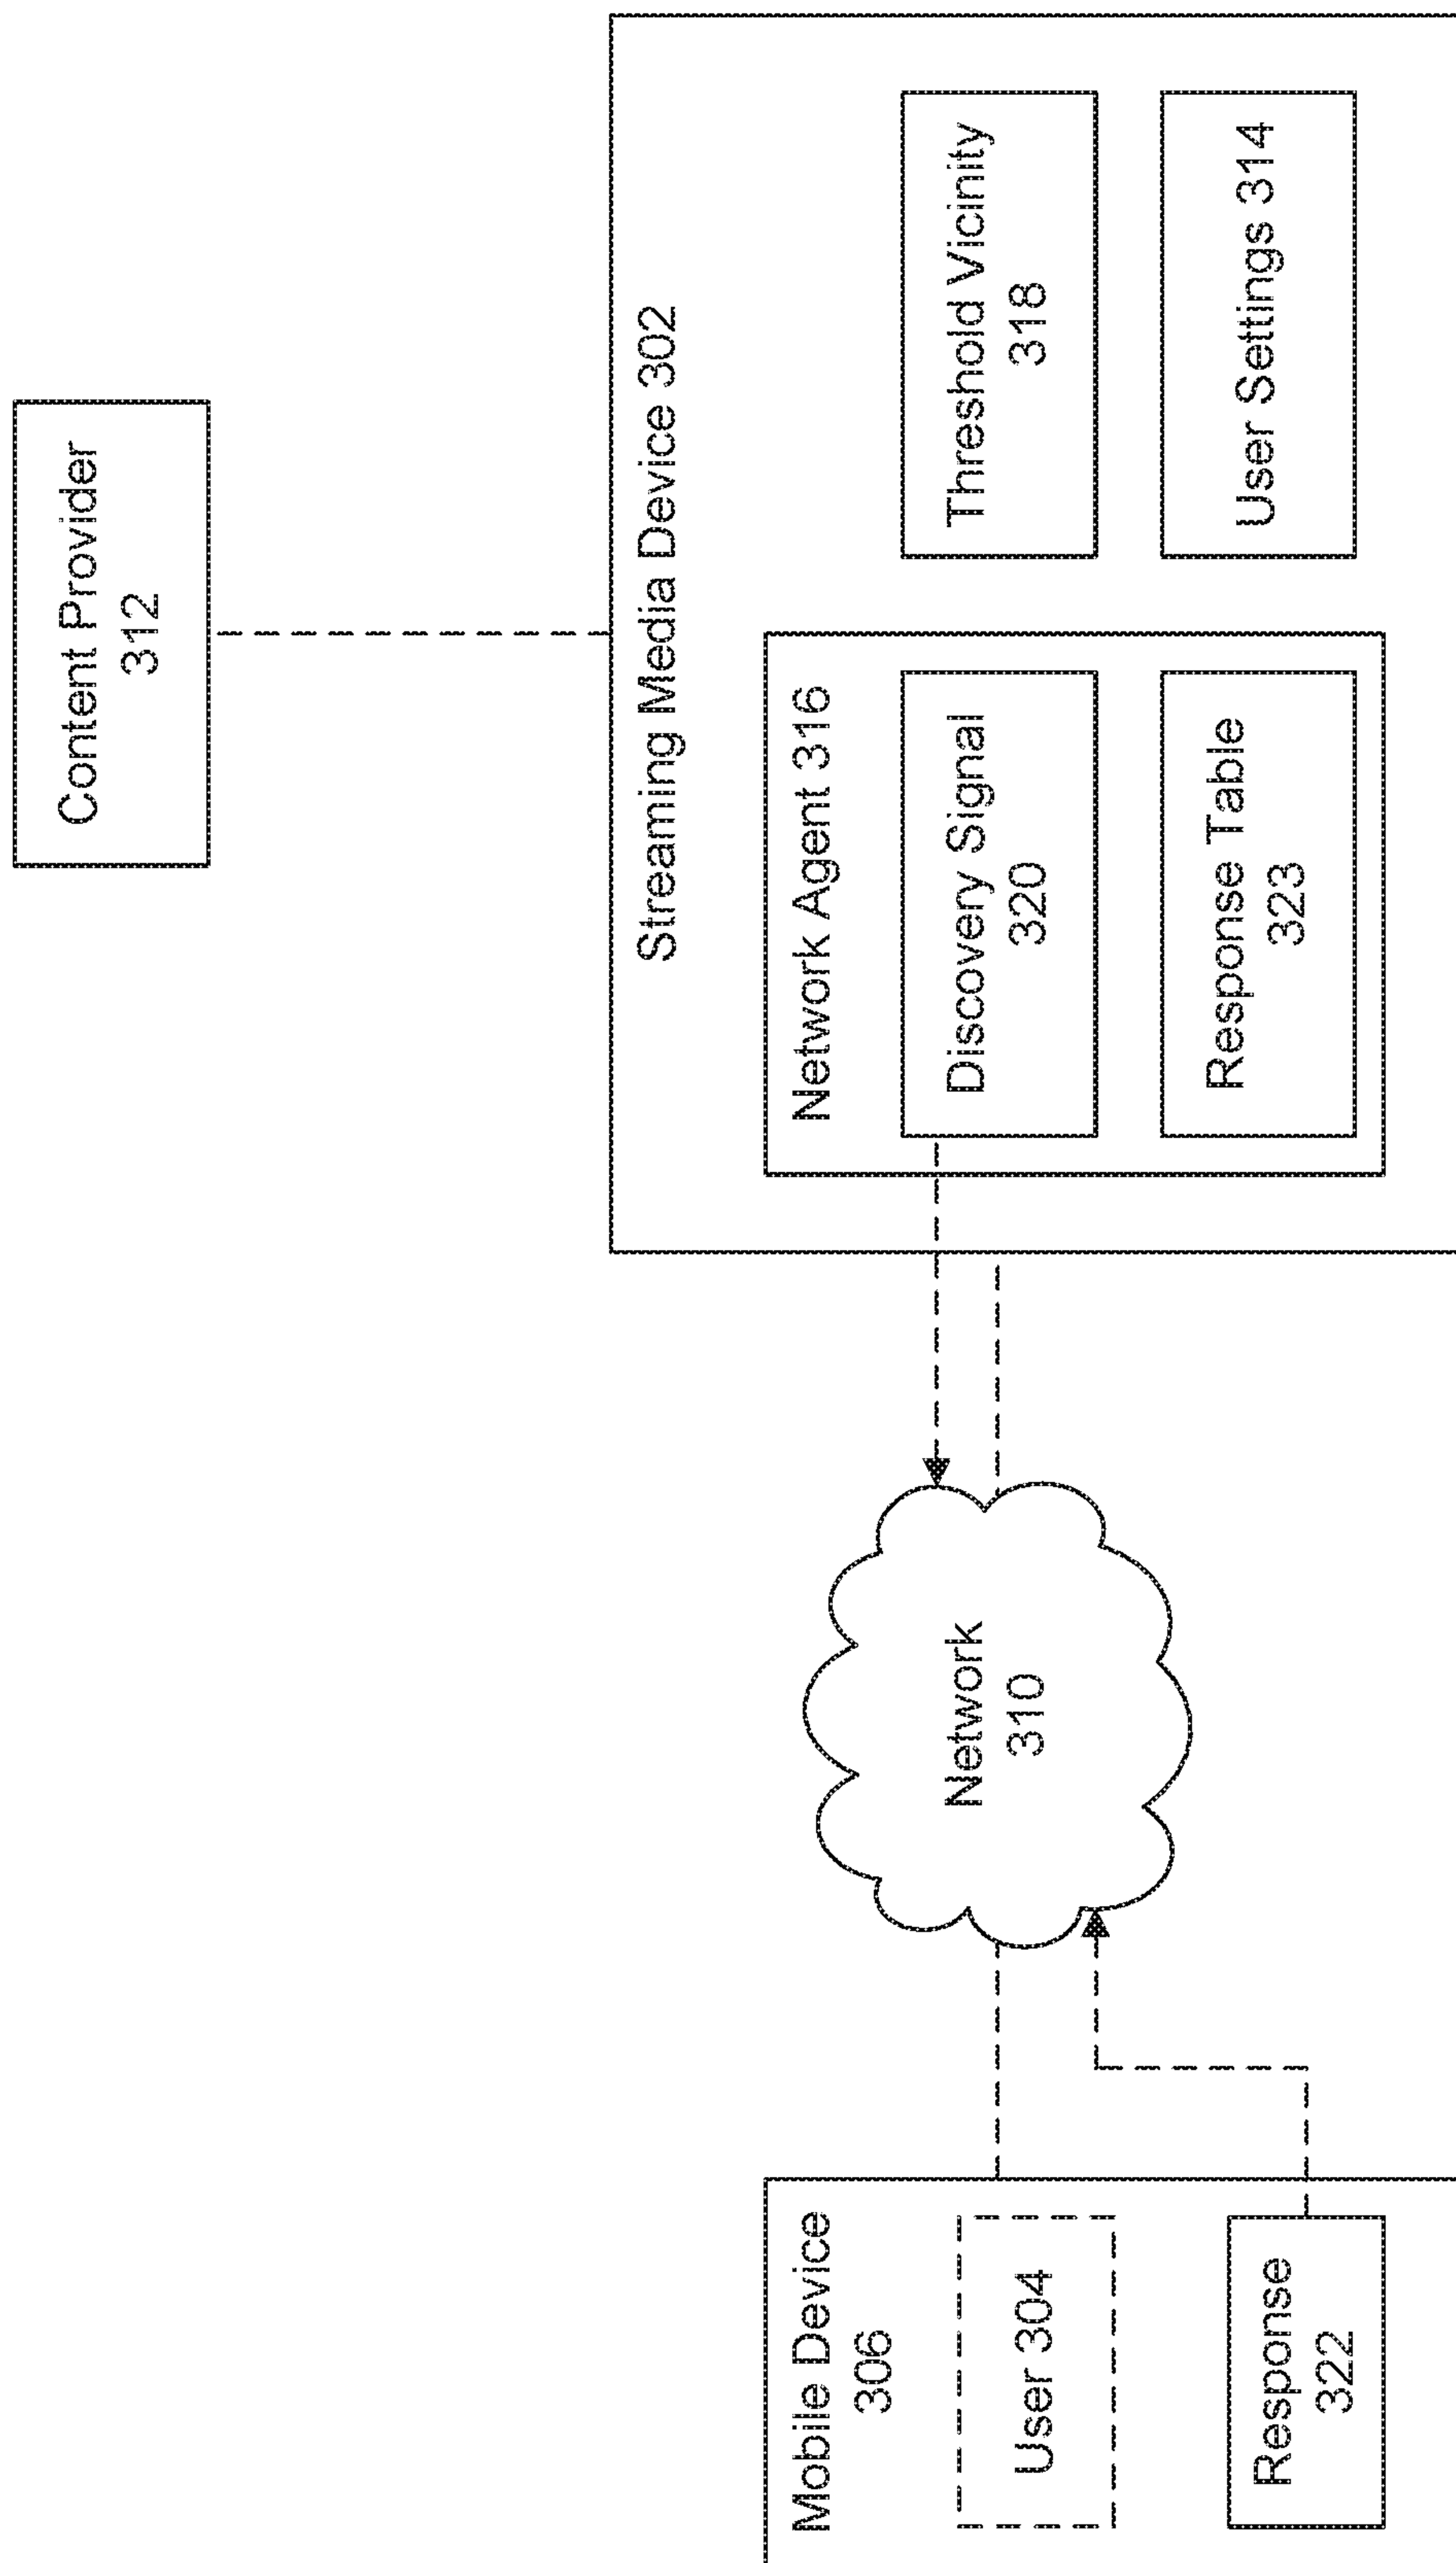 Content Provider
312
Streaming Media Device 302
Network Agent 316
Discovery Signal
320
Response Table
323
Threshold Vicinity
318
User Settings 314
Network
310
Mobile Device
306
User 304
Response
322